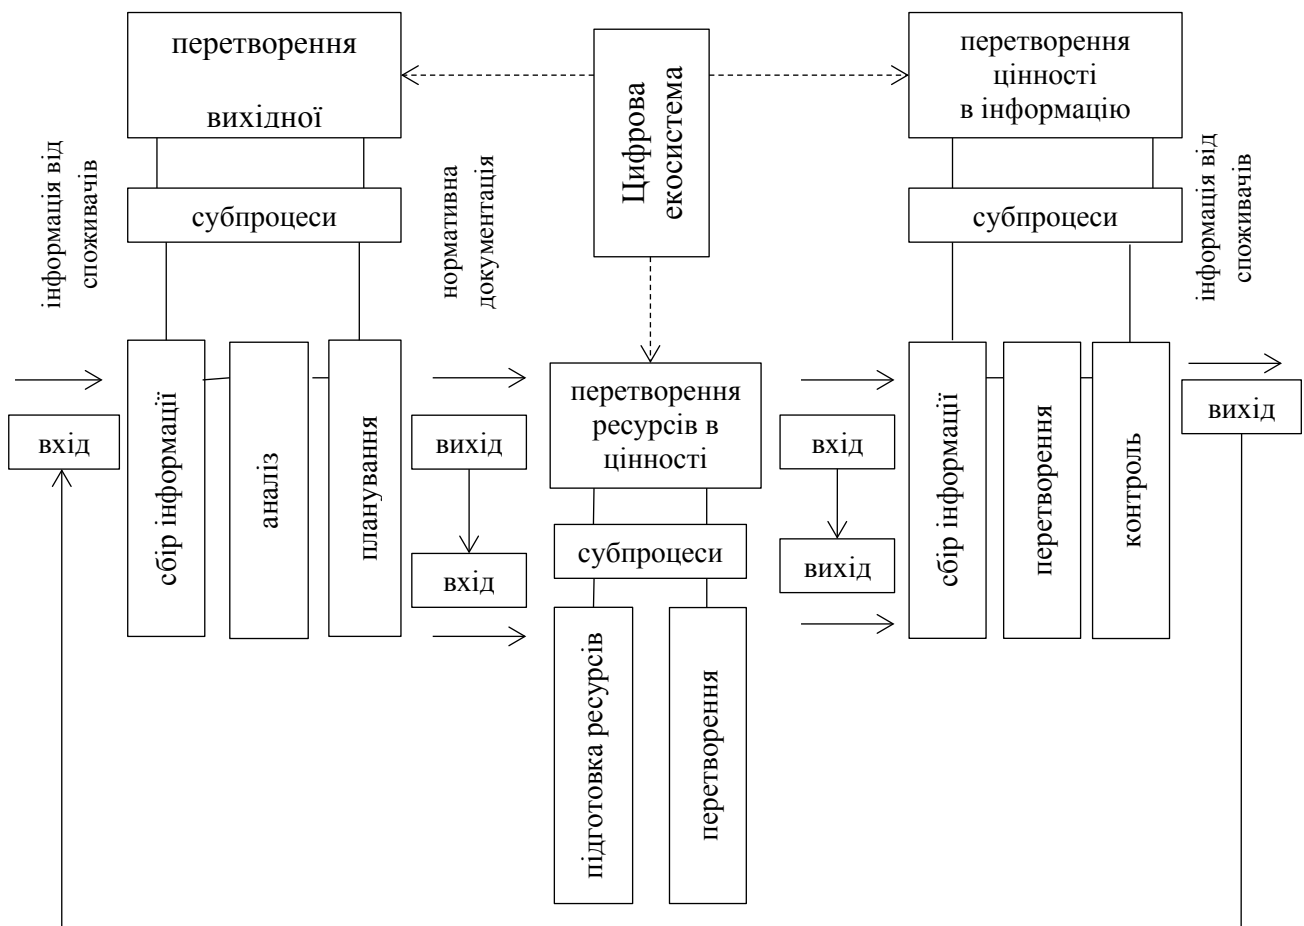 перетворення
вихідної
Цифрова
екосистема
перетворення
цінності
в інформацію
інформація від
споживачів
субпроцеси
нормативна
документація
субпроцеси
інформація від
споживачів
вхід
сбір інформації
аналіз
планування
вихід
вхід
перетворення
ресурсів в
цінності
субпроцеси
підготовка ресурсів
перетворення
вхід
вихід
сбір інформації
перетворення
контроль
вихід